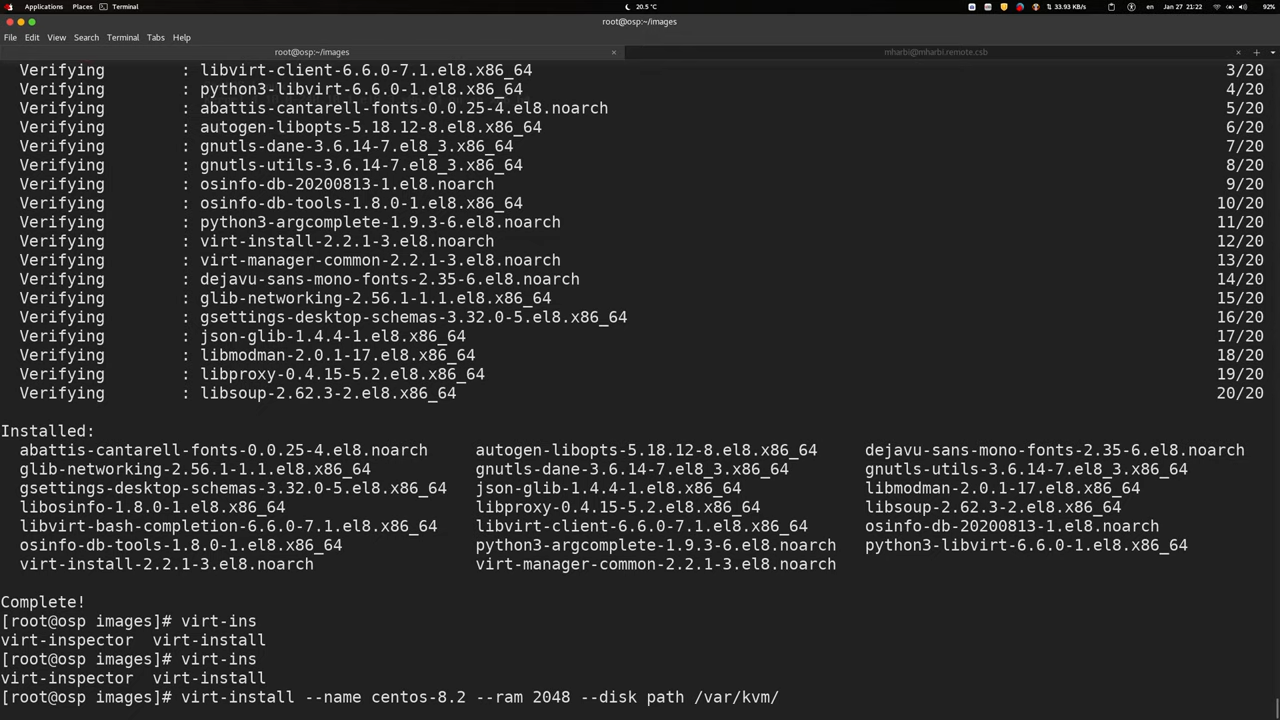 Applications Places Terminal 20.5 °C 33.93 KB/s en Jan 27 21:22 92%
root@osp:~/images
File Edit View Search Terminal Tabs Help
root@osp:~/images mharbi@mharbi.remote.csb
Verifying : libvirt-client-6.6.0-7.1.el8.x86_64 3/20
Verifying : python3-libvirt-6.6.0-1.el8.x86_64 4/20
Verifying : abattis-cantarell-fonts-0.0.25-4.el8.noarch 5/20
Verifying : autogen-libopts-5.18.12-8.el8.x86_64 6/20
Verifying : gnutls-dane-3.6.14-7.el8_3.x86_64 7/20
Verifying : gnutls-utils-3.6.14-7.el8_3.x86_64 8/20
Verifying : osinfo-db-20200813-1.el8.noarch 9/20
Verifying : osinfo-db-tools-1.8.0-1.el8.x86_64 10/20
Verifying : python3-argcomplete-1.9.3-6.el8.noarch 11/20
Verifying : virt-install-2.2.1-3.el8.noarch 12/20
Verifying : virt-manager-common-2.2.1-3.el8.noarch 13/20
Verifying : dejavu-sans-mono-fonts-2.35-6.el8.noarch 14/20
Verifying : glib-networking-2.56.1-1.1.el8.x86_64 15/20
Verifying : gsettings-desktop-schemas-3.32.0-5.el8.x86_64 16/20
Verifying : json-glib-1.4.4-1.el8.x86_64 17/20
Verifying : libmodman-2.0.1-17.el8.x86_64 18/20
Verifying : libproxy-0.4.15-5.2.el8.x86_64 19/20
Verifying : libsoup-2.62.3-2.el8.x86_64 20/20
Installed:
abattis-cantarell-fonts-0.0.25-4.el8.noarch autogen-libopts-5.18.12-8.el8.x86_64 dejavu-sans-mono-fonts-2.35-6.el8.noarch
glib-networking-2.56.1-1.1.el8.x86_64 gnutls-dane-3.6.14-7.el8_3.x86_64 gnutls-utils-3.6.14-7.el8_3.x86_64
gsettings-desktop-schemas-3.32.0-5.el8.x86_64 json-glib-1.4.4-1.el8.x86_64 libmodman-2.0.1-17.el8.x86_64
libosinfo-1.8.0-1.el8.x86_64 libproxy-0.4.15-5.2.el8.x86_64 libsoup-2.62.3-2.el8.x86_64
libvirt-bash-completion-6.6.0-7.1.el8.x86_64 libvirt-client-6.6.0-7.1.el8.x86_64 osinfo-db-20200813-1.el8.noarch
osinfo-db-tools-1.8.0-1.el8.x86_64 python3-argcomplete-1.9.3-6.el8.noarch python3-libvirt-6.6.0-1.el8.x86_64
virt-install-2.2.1-3.el8.noarch virt-manager-common-2.2.1-3.el8.noarch
Complete!
[root@osp images]# virt-ins
virt-inspector virt-install
[root@osp images]# virt-ins
virt-inspector virt-install
[root@osp images]# virt-install --name centos-8.2 --ram 2048 --disk path /var/kvm/